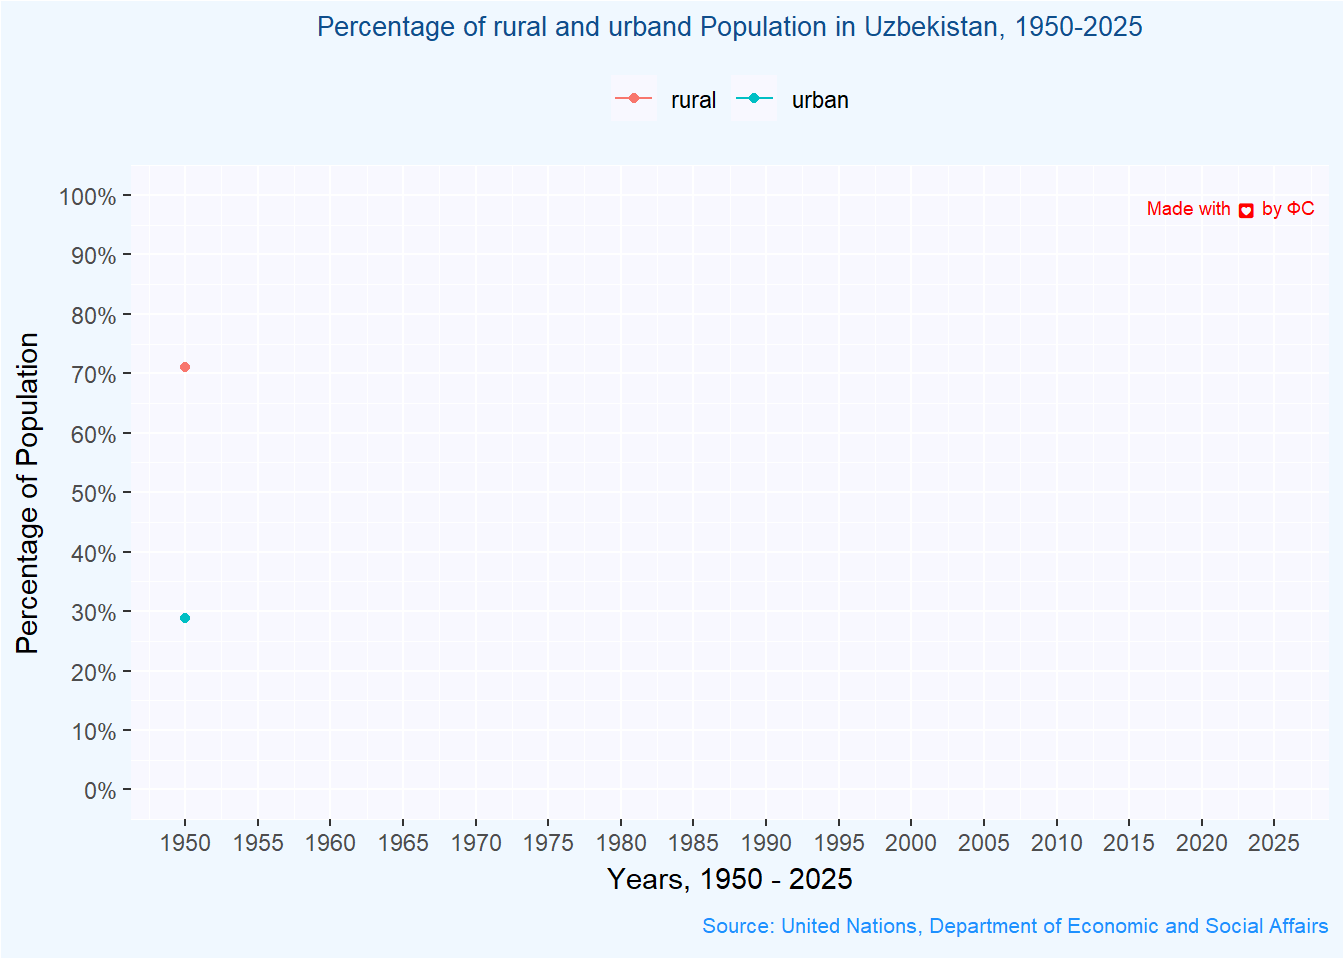 Percentage of rural and urband Population in Uzbekistan, 1950-2025
rural urban
100%
Made with by ΦC
90%
80%
70%
60%
50%
40%
30%
20%
10%
0%
Percentage of Population
1950 1955 1960 1965 1970 1975 1980 1985 1990 1995 2000 2005 2010 2015 2020 2025
Years, 1950 - 2025
Source: United Nations, Department of Economic and Social Affairs